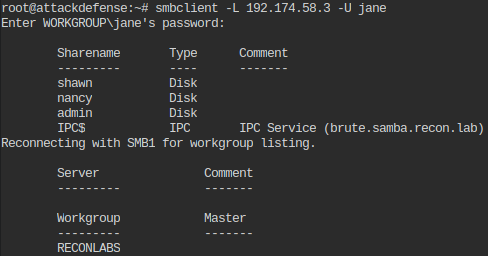 root@attackdefense:~# smbclient -L 192.174.58.3 -U jane
Enter WORKGROUP\jane's password:
Sharename Type Comment
--------- ---- -------
shawn Disk
nancy Disk
admin Disk
IPC$ IPC IPC Service (brute.samba.recon.lab)
Reconnecting with SMB1 for workgroup listing.
Server Comment
--------- -------
Workgroup Master
--------- -------
RECONLABS